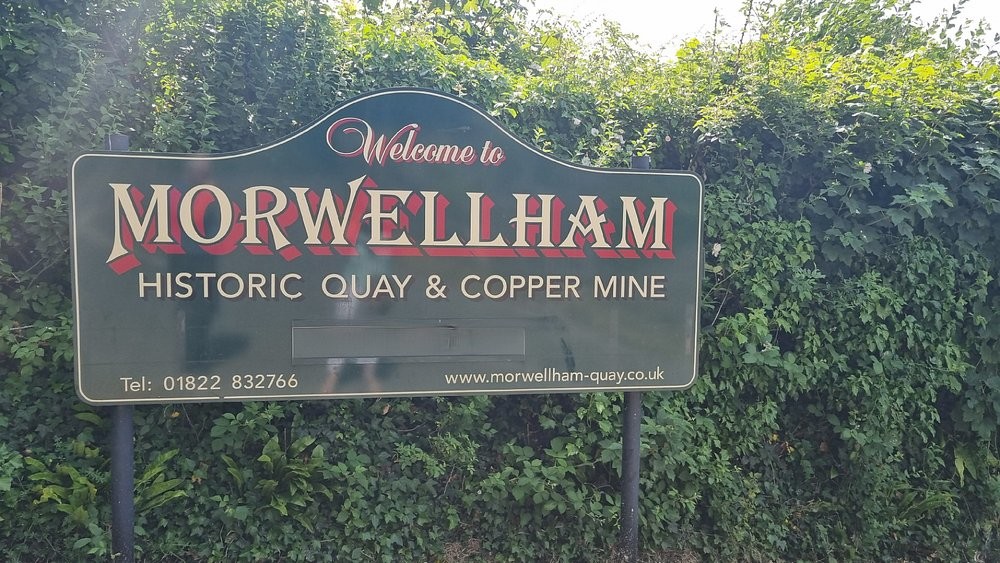 Welcome to
MORWELLHAM
HISTORIC QUAY & COPPER MINE
Tel: 01822 832766
www.morwellham-quay.co.uk